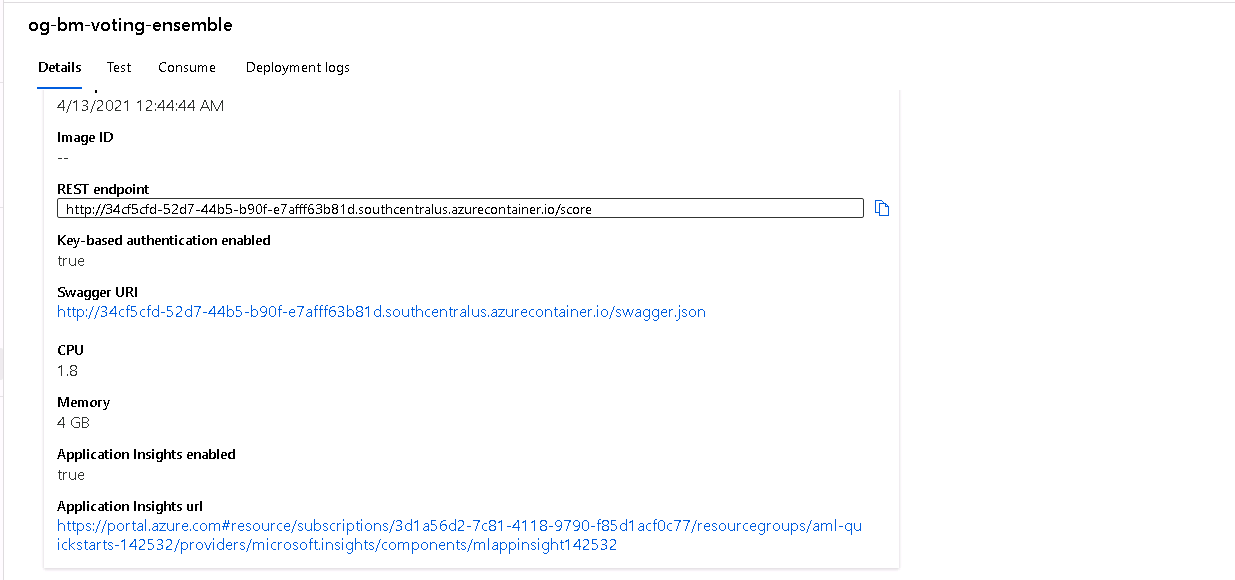 og-bm-voting-ensemble
Details Test Consume Deployment logs
4/13/2021 12:44:44 AM
Image ID
--
REST endpoint
http://34cf5cfd-52d7-44b5-b90f-e7afff63b81d.southcentralus.azurecontainer.io/score
Key-based authentication enabled
true
Swagger URI
http://34cf5cfd-52d7-44b5-b90f-e7afff63b81d.southcentralus.azurecontainer.io/swagger.json
CPU
1.8
Memory
4 GB
Application Insights enabled
true
Application Insights url
https://portal.azure.com#resource/subscriptions/3d1a56d2-7c81-4118-9790-f85d1acf0c77/resourcegroups/aml-qu
ickstarts-142532/providers/microsoft.insights/components/mlappinsight142532